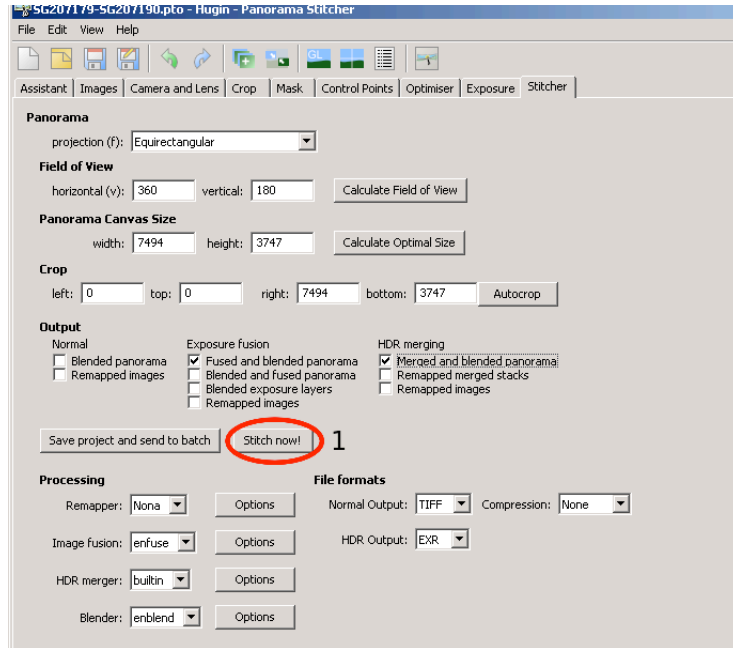 SG207179-SG207190.pto - Hugin - Panorama Stitcher
File Edit View Help
GL
Assistant Images Camera and Lens Crop Mask Control Points Optimiser Exposure Stitcher
Panorama
projection (f): Equirectangular
Field of View
horizontal (v): 360 vertical: 180 Calculate Field of View
Panorama Canvas Size
width: 7494 height: 3747 Calculate Optimal Size
Crop
left: 0 top: 0 right: 7494 bottom: 3747 Autocrop
Output
Normal Exposure fusion HDR merging
Blended panorama Fused and blended panorama Merged and blended panorama
Remapped images Blended and fused panorama Remapped merged stacks
Blended exposure layers Remapped images
Remapped images
Save project and send to batch Stitch now! 1
Processing File formats
Remapper: Nona Options Normal Output: TIFF Compression: None
Image fusion: enfuse Options HDR Output: EXR
HDR merger: builtin Options
Blender: enblend Options